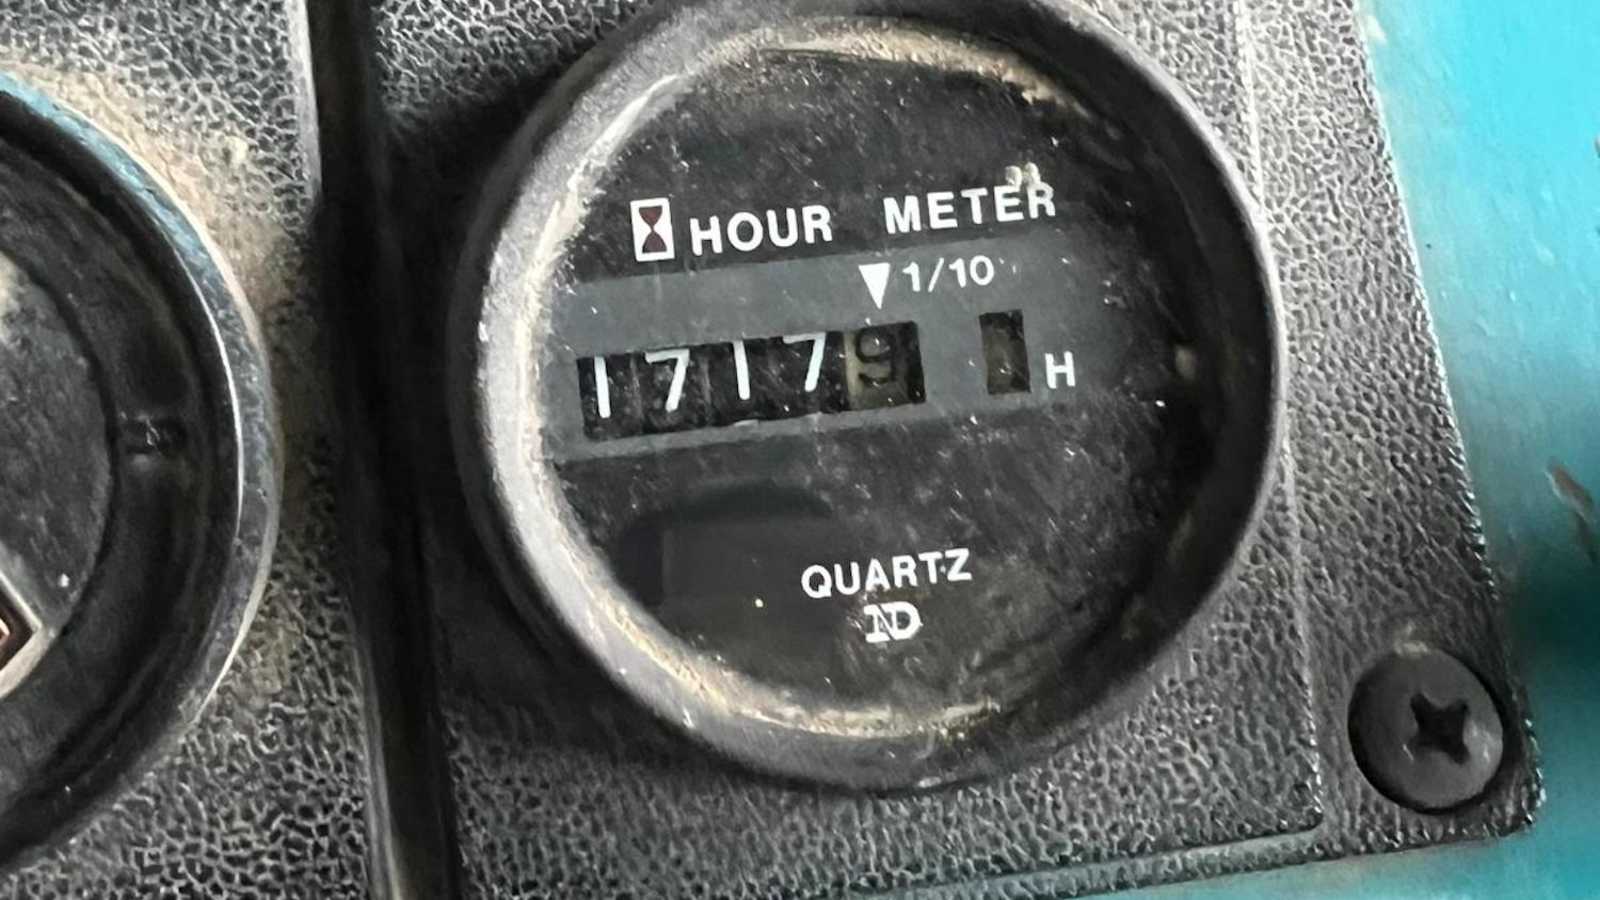 HOUR METER
1/10
17179 H
QUARTZ
ND